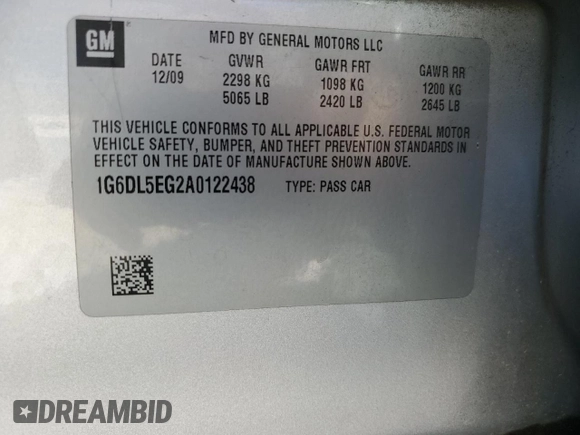 GM
MFD BY GENERAL MOTORS LLC
DATE GVWR GAWR FRT GAWR RR
12/09 2298 KG 1098 KG 1200 KG
5065 LB 2420 LB 2645 LB
THIS VEHICLE CONFORMS TO ALL APPLICABLE U.S. FEDERAL MOTOR
VEHICLE SAFETY, BUMPER, AND THEFT PREVENTION STANDARDS IN
EFFECT ON THE DATE OF MANUFACTURE SHOWN ABOVE.
1G6DL5EG2A0122438 TYPE: PASS CAR
DREAMBID